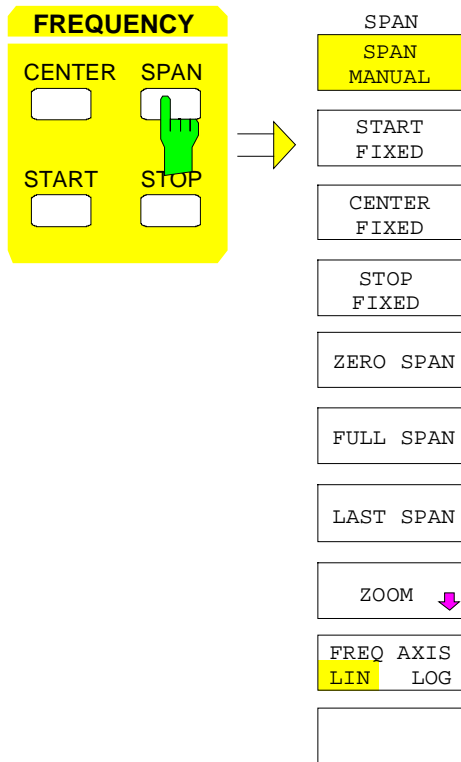 FREQUENCY
CENTER SPAN
START STOP
SPAN
SPAN
MANUAL
START
FIXED
CENTER
FIXED
STOP
FIXED
ZERO SPAN
FULL SPAN
LAST SPAN
ZOOM
FREQ AXIS
LIN LOG